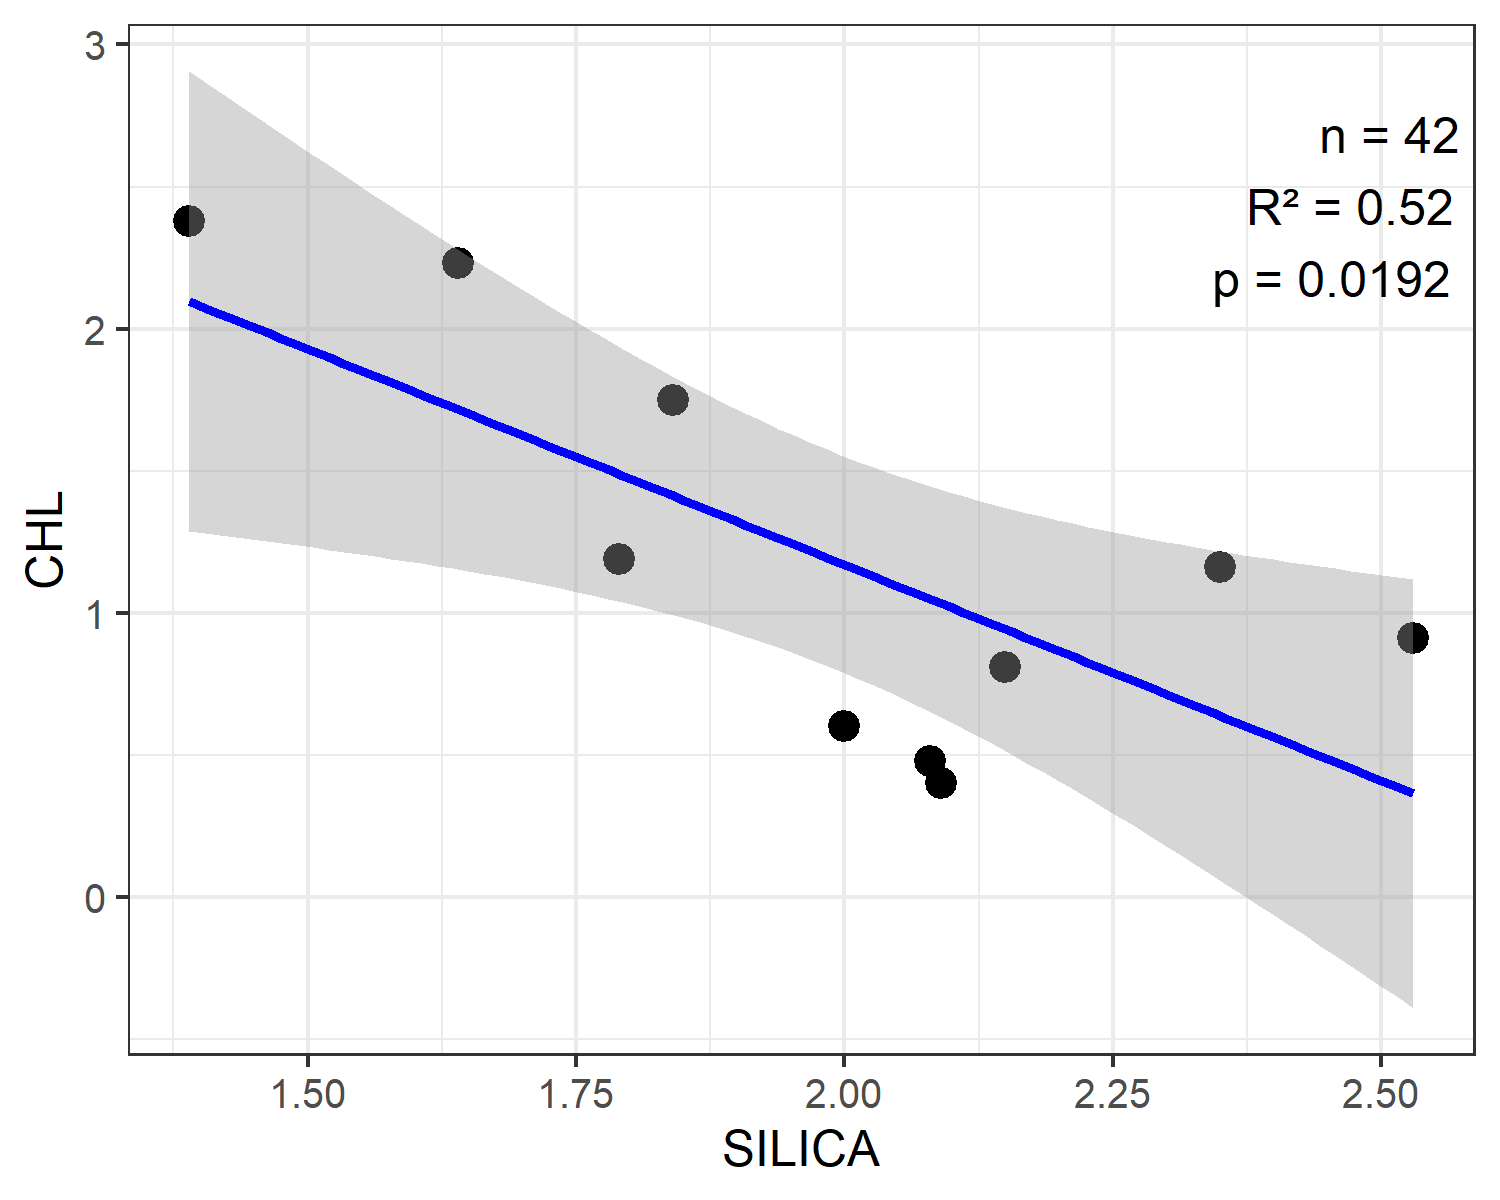 3
n = 42
R² = 0.52
p = 0.0192
2
CHL
1
0
1.50 1.75 2.00 2.25 2.50
SILICA